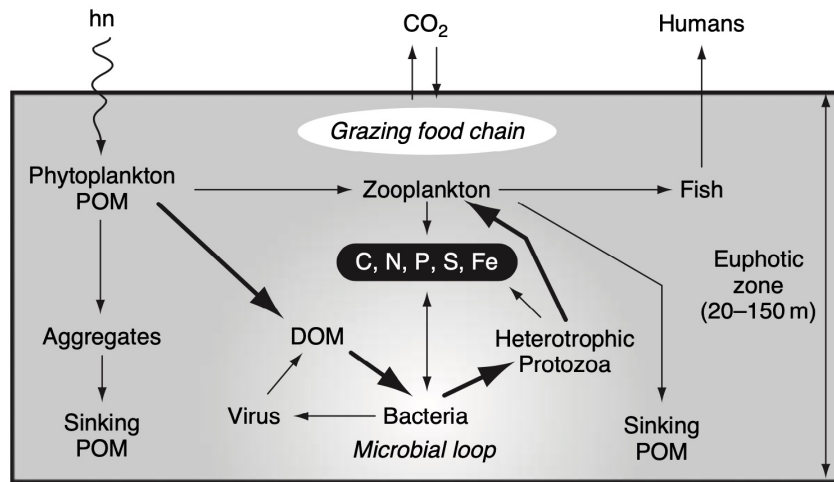 hn
CO2
Humans
Grazing food chain
Phytoplankton
POM
Zooplankton
Fish
C, N, P, S, Fe
Euphotic
zone
(20–150 m)
Aggregates
DOM
Heterotrophic
Protozoa
Sinking
POM
Virus
Bacteria
Microbial loop
Sinking
POM